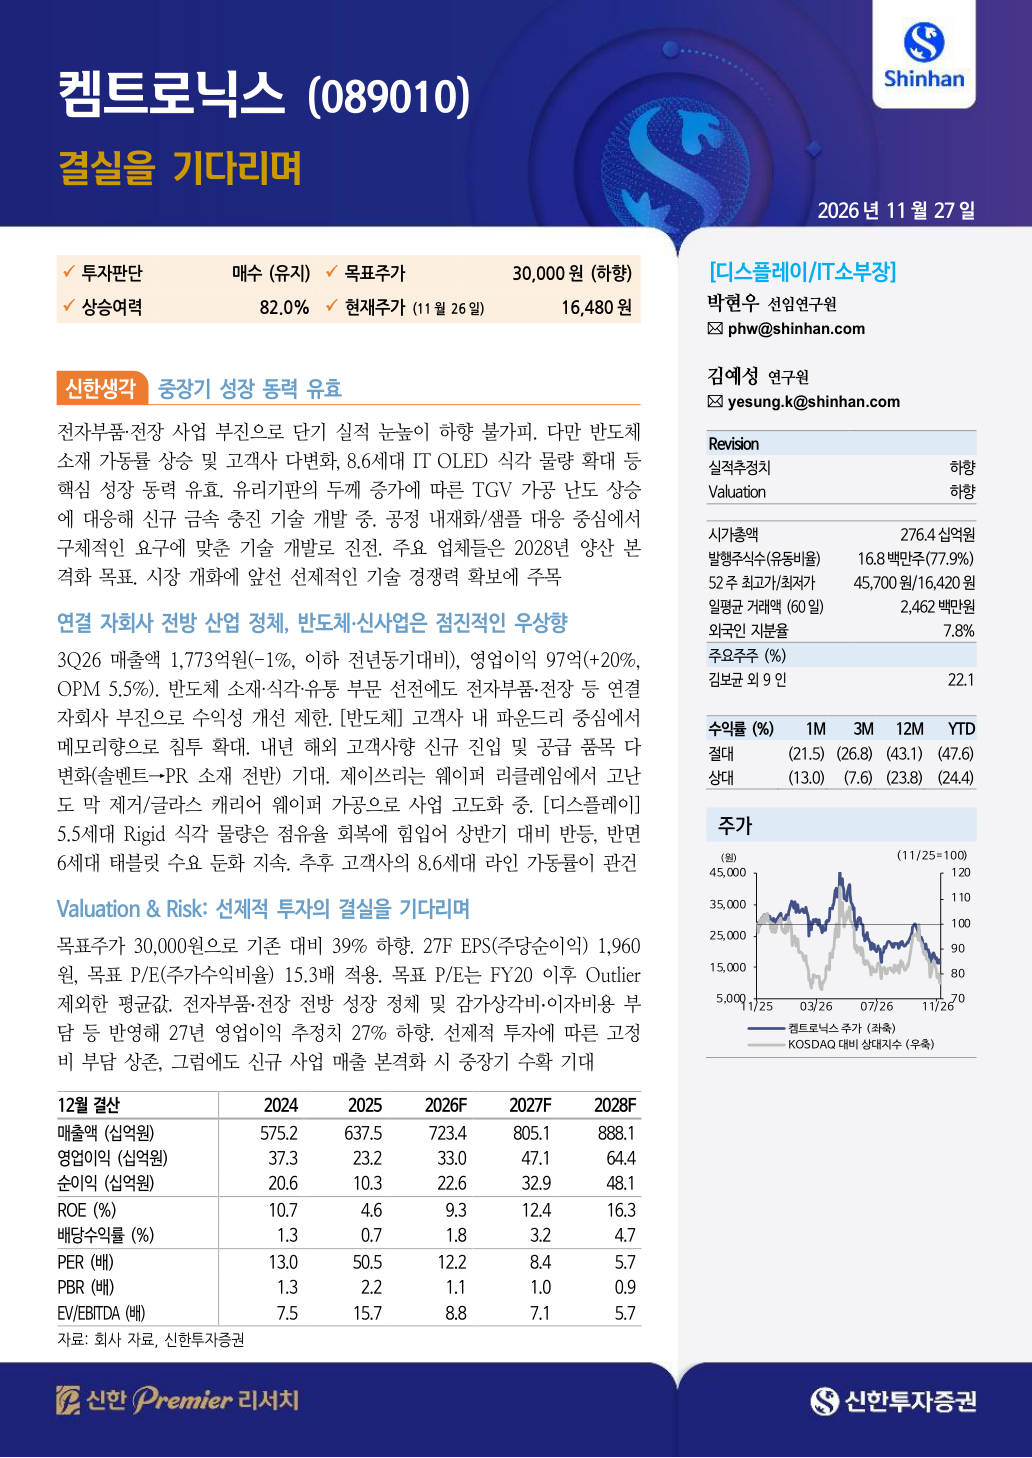 켐트로닉스 (089010)
결실을 기다리며
Shinhan
2026년 11월 27일
✓ 투자판단 매수 (유지) ✓ 목표주가 30,000원 (하향)
✓ 상승여력 82.0% ✓ 현재주가 (11월 26일) 16,480원
신한생각 중장기 성장 동력 유효
전자부품·전장 사업 부진으로 단기 실적 눈높이 하향 불가피. 다만 반도체
소재 가동률 상승 및 고객사 다변화, 8.6세대 IT OLED 식각 물량 확대 등
핵심 성장 동력 유효. 유리기판의 두께 증가에 따른 TGV 가공 난도 상승
에 대응해 신규 금속 충진 기술 개발 중. 공정 내재화/샘플 대응 중심에서
구체적인 요구에 맞춘 기술 개발로 진전. 주요 업체들은 2028년 양산 본
격화 목표. 시장 개화에 앞선 선제적인 기술 경쟁력 확보에 주목
연결 자회사 전방 산업 정체, 반도체·신사업은 점진적인 우상향
3Q26 매출액 1,773억원(-1%, 이하 전년동기대비), 영업이익 97억(+20%,
OPM 5.5%). 반도체 소재·식각·유통 부문 선전에도 전자부품·전장 등 연결
자회사 부진으로 수익성 개선 제한. [반도체] 고객사 내 파운드리 중심에서
메모리향으로 침투 확대. 내년 해외 고객사향 신규 진입 및 공급 품목 다
변화(솔벤트→PR 소재 전반) 기대. 제이쓰리는 웨이퍼 리클레임에서 고난
도 막 제거/글라스 캐리어 웨이퍼 가공으로 사업 고도화 중. [디스플레이]
5.5세대 Rigid 식각 물량은 점유율 회복에 힘입어 상반기 대비 반등, 반면
6세대 태블릿 수요 둔화 지속. 추후 고객사의 8.6세대 라인 가동률이 관건
Valuation & Risk: 선제적 투자의 결실을 기다리며
목표주가 30,000원으로 기존 대비 39% 하향. 27F EPS(주당순이익) 1,960
원, 목표 P/E(주가수익비율) 15.3배 적용. 목표 P/E는 FY20 이후 Outlier
제외한 평균값. 전자부품·전장 전방 성장 정체 및 감가상각비·이자비용 부
담 등 반영해 27년 영업이익 추정치 27% 하향. 선제적 투자에 따른 고정
비 부담 상존, 그럼에도 신규 사업 매출 본격화 시 중장기 수확 기대
12월 결산 2024 2025 2026F 2027F 2028F
매출액 (십억원) 575.2 637.5 723.4 805.1 888.1
영업이익 (십억원) 37.3 23.2 33.0 47.1 64.4
순이익 (십억원) 20.6 10.3 22.6 32.9 48.1
ROE (%) 10.7 4.6 9.3 12.4 16.3
배당수익률 (%) 1.3 0.7 1.8 3.2 4.7
PER (배) 13.0 50.5 12.2 8.4 5.7
PBR (배) 1.3 2.2 1.1 1.0 0.9
EV/EBITDA (배) 7.5 15.7 8.8 7.1 5.7
자료: 회사 자료, 신한투자증권
[디스플레이/IT소부장]
박현우 선임연구원
✉ phw@shinhan.com
김예성 연구원
✉ yesung.k@shinhan.com
Revision
실적추정치 하향
Valuation 하향
시가총액 276.4 십억원
발행주식수(유동비율) 16.8 백만주(77.9%)
52주 최고가/최저가 45,700원/16,420원
일평균 거래액 (60일) 2,462 백만원
외국인 지분율 7.8%
주요주주 (%)
김보균 외 9 인 22.1
수익률 (%) 1M 3M 12M YTD
절대 (21.5) (26.8) (43.1) (47.6)
상대 (13.0) (7.6) (23.8) (24.4)
주가
(원) (11/25=100)
45,000 120
110
35,000
100
25,000
90
15,000 80
5,000 70
11/25 03/26 07/26 11/26
켐트로닉스 주가 (좌축)
KOSDAQ 대비 상대지수 (우축)
신한 Premier 리서치
신한투자증권